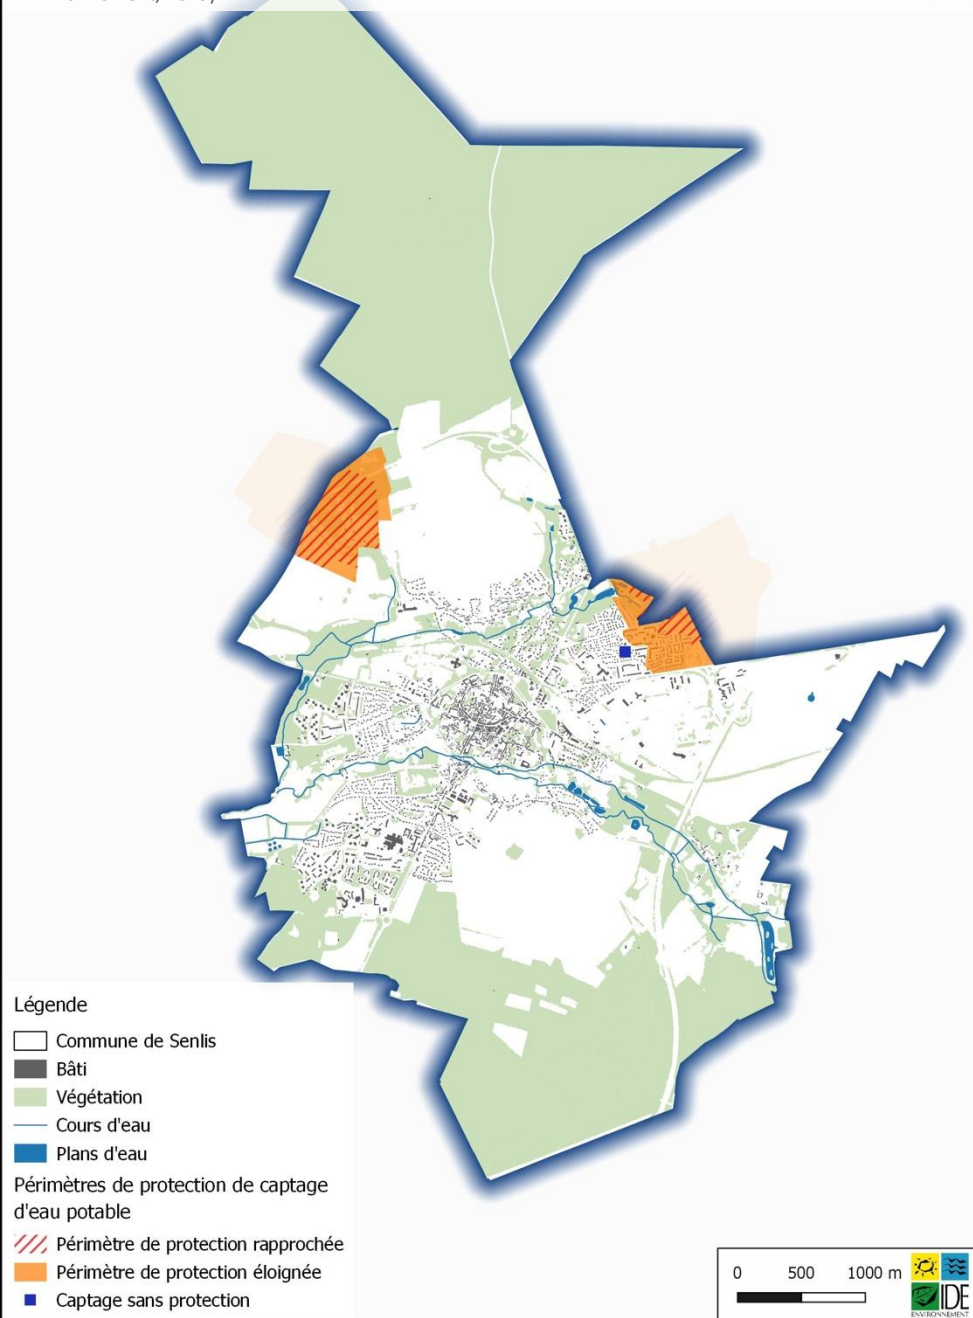 Légende
Commune de Senlis
Bâti
Végétation
Cours d'eau
Plans d'eau
Périmètres de protection de captage
d'eau potable
Périmètre de protection rapprochée
Périmètre de protection éloignée
Captage sans protection
0 500 1000 m
IDE
ENVIRONNEMENT